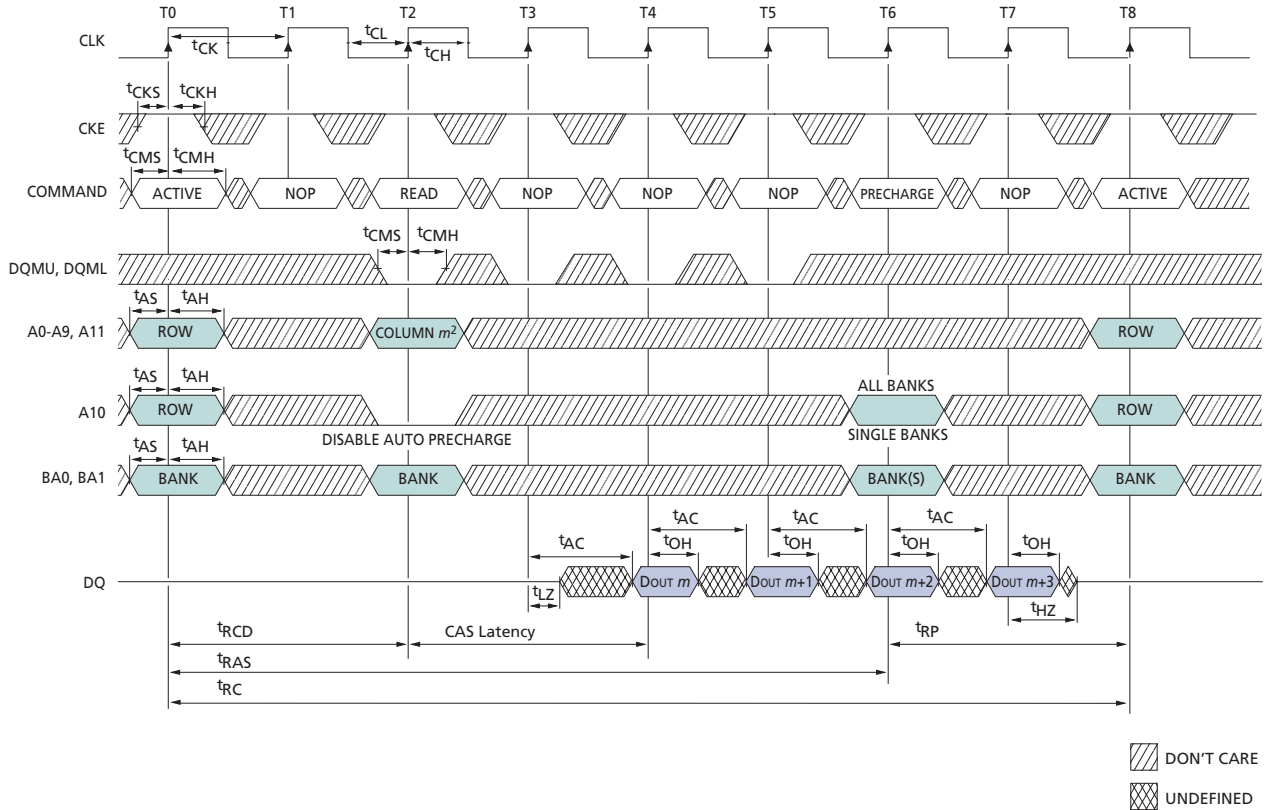 T0 T1 T2 T3 T4 T5 T6 T7 T8
CLK
tCK tCL tCH
tCKS tCKH
CKE
tCMS tCMH
COMMAND ACTIVE NOP READ NOP NOP NOP PRECHARGE NOP ACTIVE
tCMS tCMH
DQMU, DQML
tAS tAH
A0-A9, A11 ROW COLUMN m2 ROW
tAS tAH ALL BANKS
A10 ROW ROW
DISABLE AUTO PRECHARGE SINGLE BANKS
tAS tAH
BA0, BA1 BANK BANK BANK(S) BANK
tAC tAC tAC tAC
tOH tOH tOH tOH
DQ DOUT m DOUT m+1 DOUT m+2 DOUT m+3
tLZ tHZ
tRCD CAS Latency tRP
tRAS
tRC
DON'T CARE
UNDEFINED